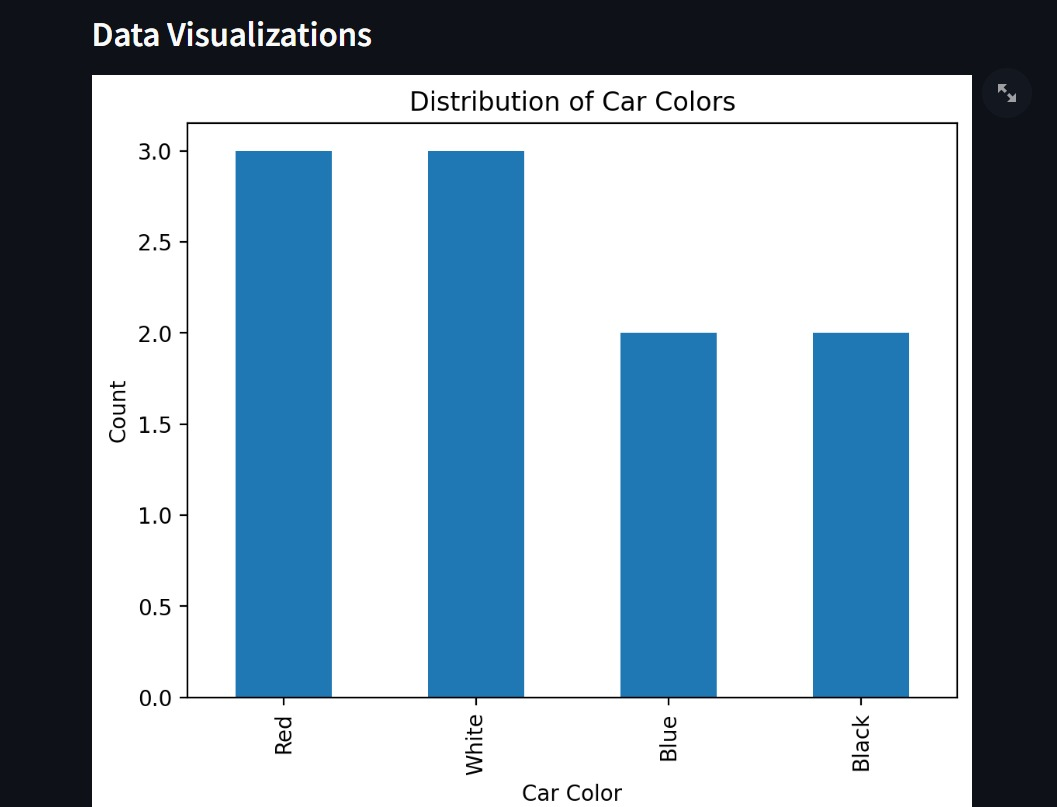 Data Visualizations
Distribution of Car Colors
3.0
2.5
2.0
1.5
1.0
0.5
0.0
Count
Red
White
Blue
Black
Car Color